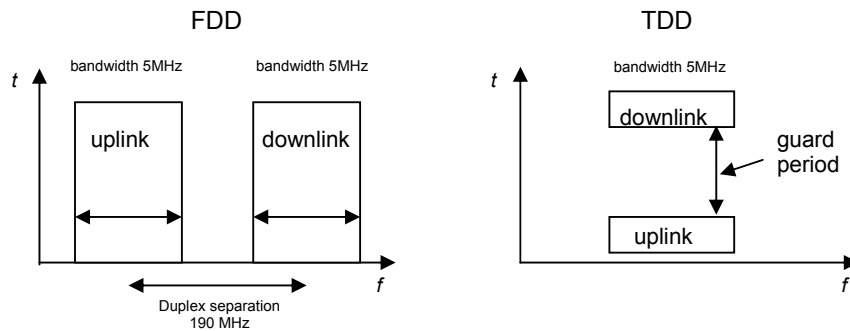 FDD
bandwidth 5MHz
bandwidth 5MHz
t
uplink
downlink
f
Duplex separation
190 MHz
TDD
bandwidth 5MHz
t
downlink
guard
period
uplink
f